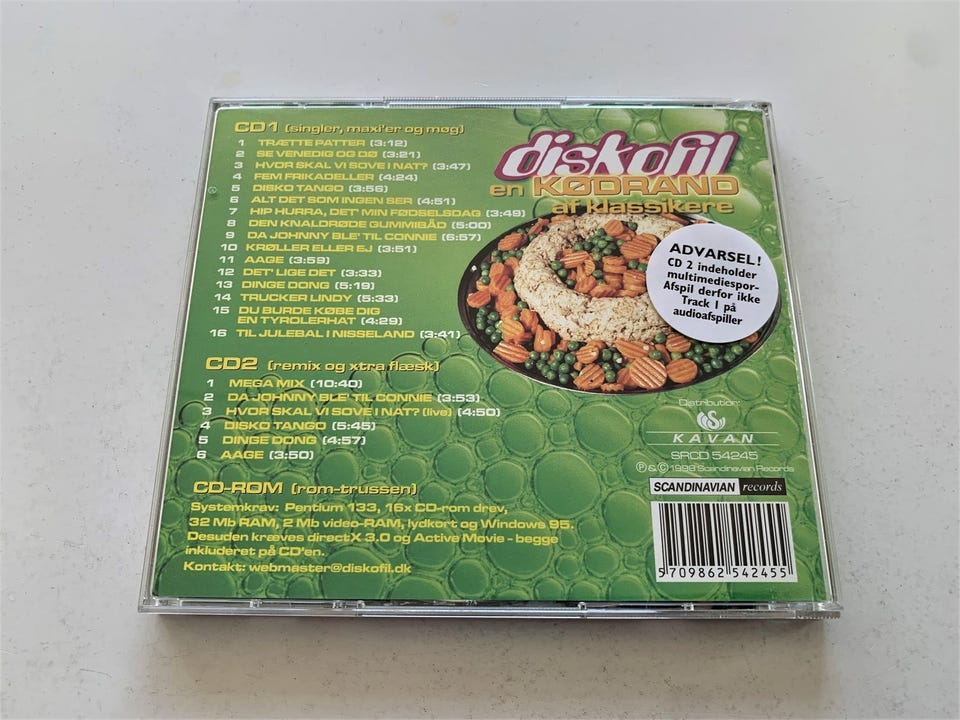 CD1 (singler, maxi'er og møg)
1 TRÆTTE PATTER (3:12)
2 SE VENEDIG OG DØ (3:21)
3 HVOR SKAL VI SOVE I NAT? (3:47)
4 FEM FRIKADELLER (4:24)
5 DISKO TANGO (3:56)
6 ALT DET SOM INGEN SER (4:51)
7 HIP HURRA, DET' MIN FØDSELSDAG (3:49)
8 DEN KNALDRØDE GUMMIBÅD (5:00)
9 DA JOHNNY BLE' TIL CONNIE (6:57)
10 KRØLLER ELLER EJ (3:51)
11 AAGE (3:59)
12 DET' LIGE DET (3:33)
13 DINGE DONG (5:19)
14 TRUCKER LINDY (5:33)
15 DU BURDE KØBE DIG
EN TYROLERHAT (4:29)
16 TIL JULEBAL I NISSELAND (3:41)
CD2 (remix og xtra flæsk)
1 MEGA MIX (10:40)
2 DA JOHNNY BLE' TIL CONNIE (3:53)
3 HVOR SKAL VI SOVE I NAT? (live) (4:50)
4 DISKO TANGO (5:45)
5 DINGE DONG (4:57)
6 AAGE (3:50)
CD-ROM (rom-trussen)
Systemkrav: Pentium 133, 16x CD-rom drev,
32 Mb RAM, 2 Mb video-RAM, lydkort og Windows 95.
Desuden kræves directX 3.0 og Active Movie - begge
inkluderet på CD'en.
Kontakt: webmaster@diskofil.dk
diskofil
en KØDRAND
af klassikere
ADVARSEL!
CD 2 indeholder
multimediespor-
Afspil derfor ikke
Track 1 på
audioafspiller
Distribution:
KAVAN
SRCD 54245
Ⓟ & © 1998 Scandinavian Records
SCANDINAVIAN records
5 709862 542455